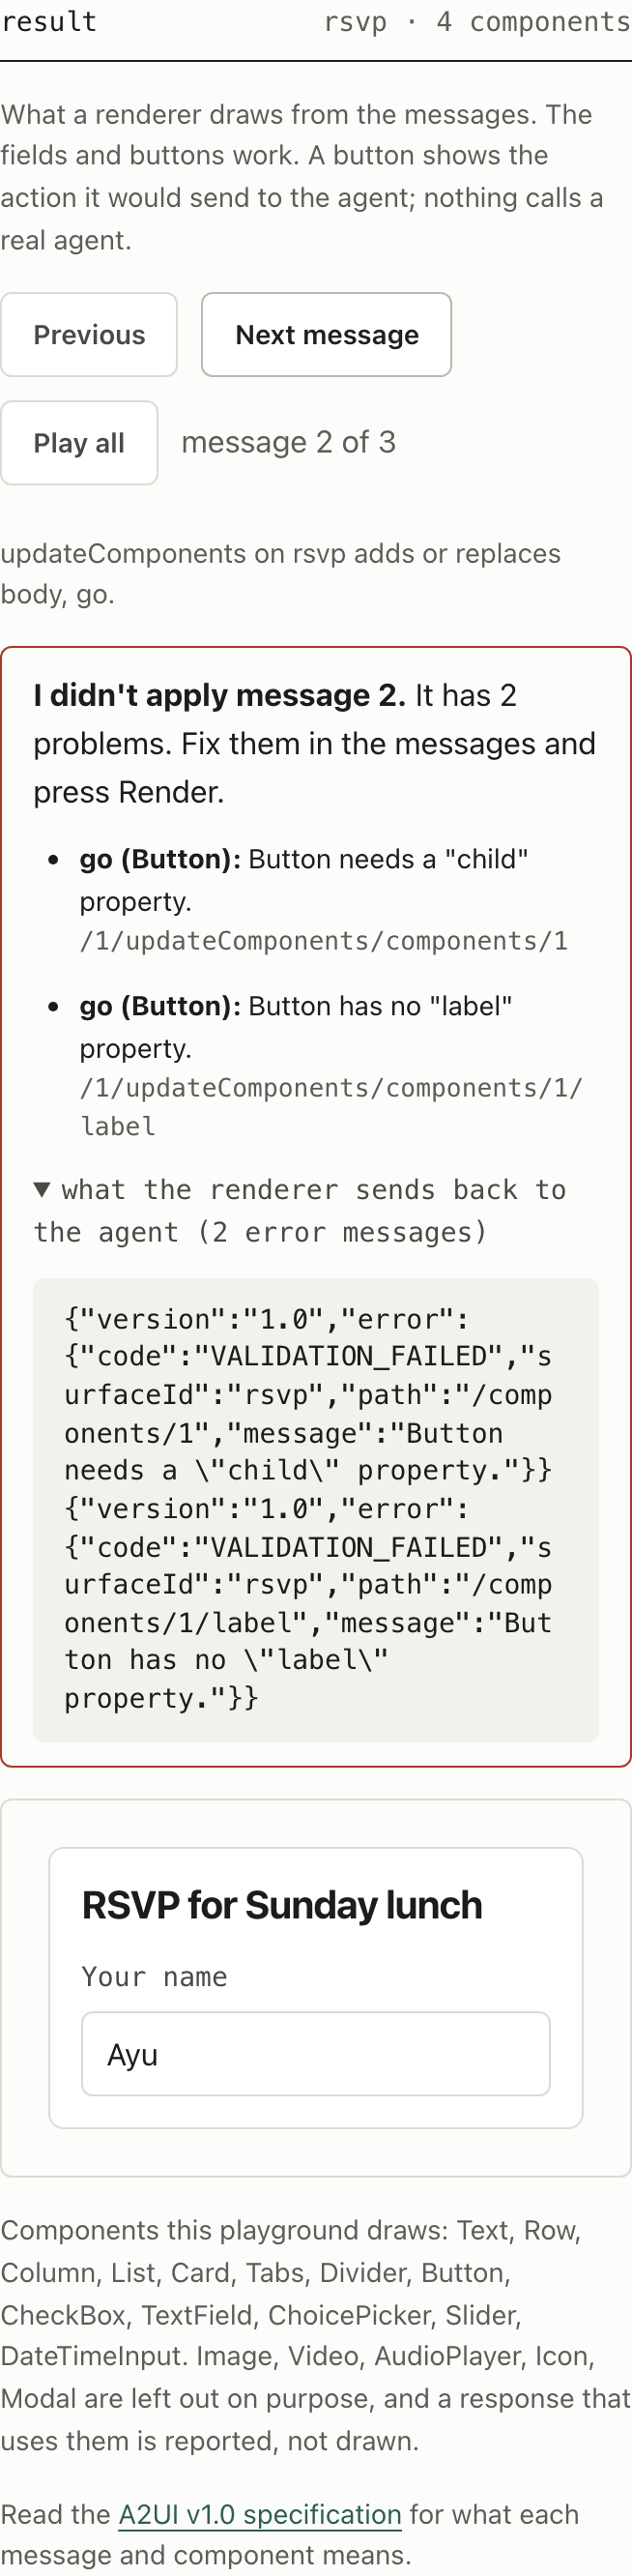 result rsvp · 4 components
What a renderer draws from the messages. The
fields and buttons work. A button shows the
action it would send to the agent; nothing calls a
real agent.
Previous Next message
Play all message 2 of 3
updateComponents on rsvp adds or replaces
body, go.
I didn't apply message 2. It has 2
problems. Fix them in the messages and
press Render.
• go (Button): Button needs a "child"
property.
/1/updateComponents/components/1
• go (Button): Button has no "label"
property.
/1/updateComponents/components/1/
label
▼ what the renderer sends back to
the agent (2 error messages)
{"version":"1.0","error":
{"code":"VALIDATION_FAILED","s
urfaceId":"rsvp","path":"/comp
onents/1","message":"Button
needs a \"child\" property."}}
{"version":"1.0","error":
{"code":"VALIDATION_FAILED","s
urfaceId":"rsvp","path":"/comp
onents/1/label","message":"But
ton has no \"label\"
property."}}
RSVP for Sunday lunch
Your name
Ayu
Components this playground draws: Text, Row,
Column, List, Card, Tabs, Divider, Button,
CheckBox, TextField, ChoicePicker, Slider,
DateTimeInput. Image, Video, AudioPlayer, Icon,
Modal are left out on purpose, and a response that
uses them is reported, not drawn.
Read the A2UI v1.0 specification for what each
message and component means.